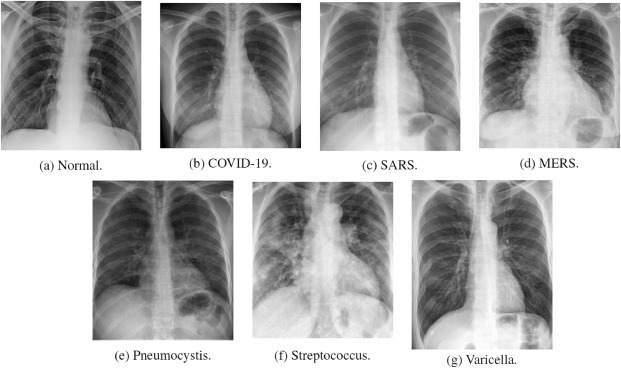 (a) Normal.
(b) COVID-19.
(c) SARS.
(d) MERS.
(e) Pneumocystis.
(f) Streptococcus.
(g) Varicella.